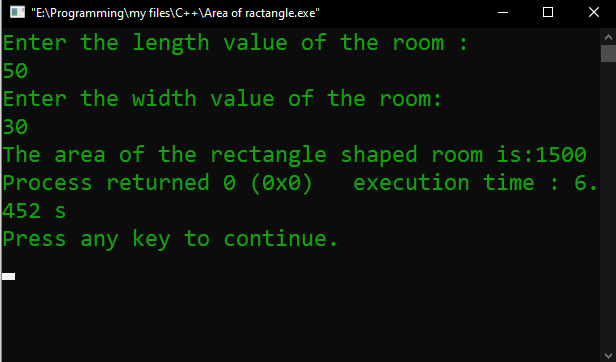 "E:\Programming\my files\C++\Area of ractangle.exe"
Enter the length value of the room :
50
Enter the width value of the room:
30
The area of the rectangle shaped room is:1500
Process returned 0 (0x0)   execution time : 6.
452 s
Press any key to continue.